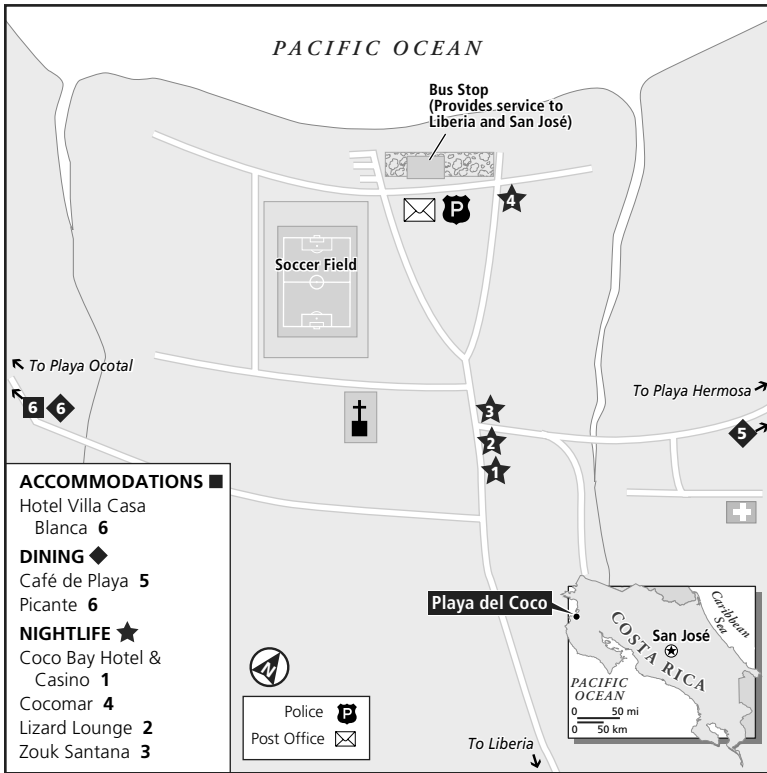 PACIFIC OCEAN
Bus Stop
(Provides service to
Liberia and San José)
P
4
Soccer Field
To Playa Ocotal
6 6
To Playa Hermosa
3
5
2
1
ACCOMMODATIONS
Hotel Villa Casa
Blanca 6
DINING
Café de Playa 5
Picante 6
NIGHTLIFE
Coco Bay Hotel &
Casino 1
Cocomar 4
Lizard Lounge 2
Zouk Santana 3
N
Police P
Post Office
To Liberia
Playa del Coco
Caribbean
Sea
San José
COSTA RICA
PACIFIC
OCEAN
0 50 mi
0 50 km